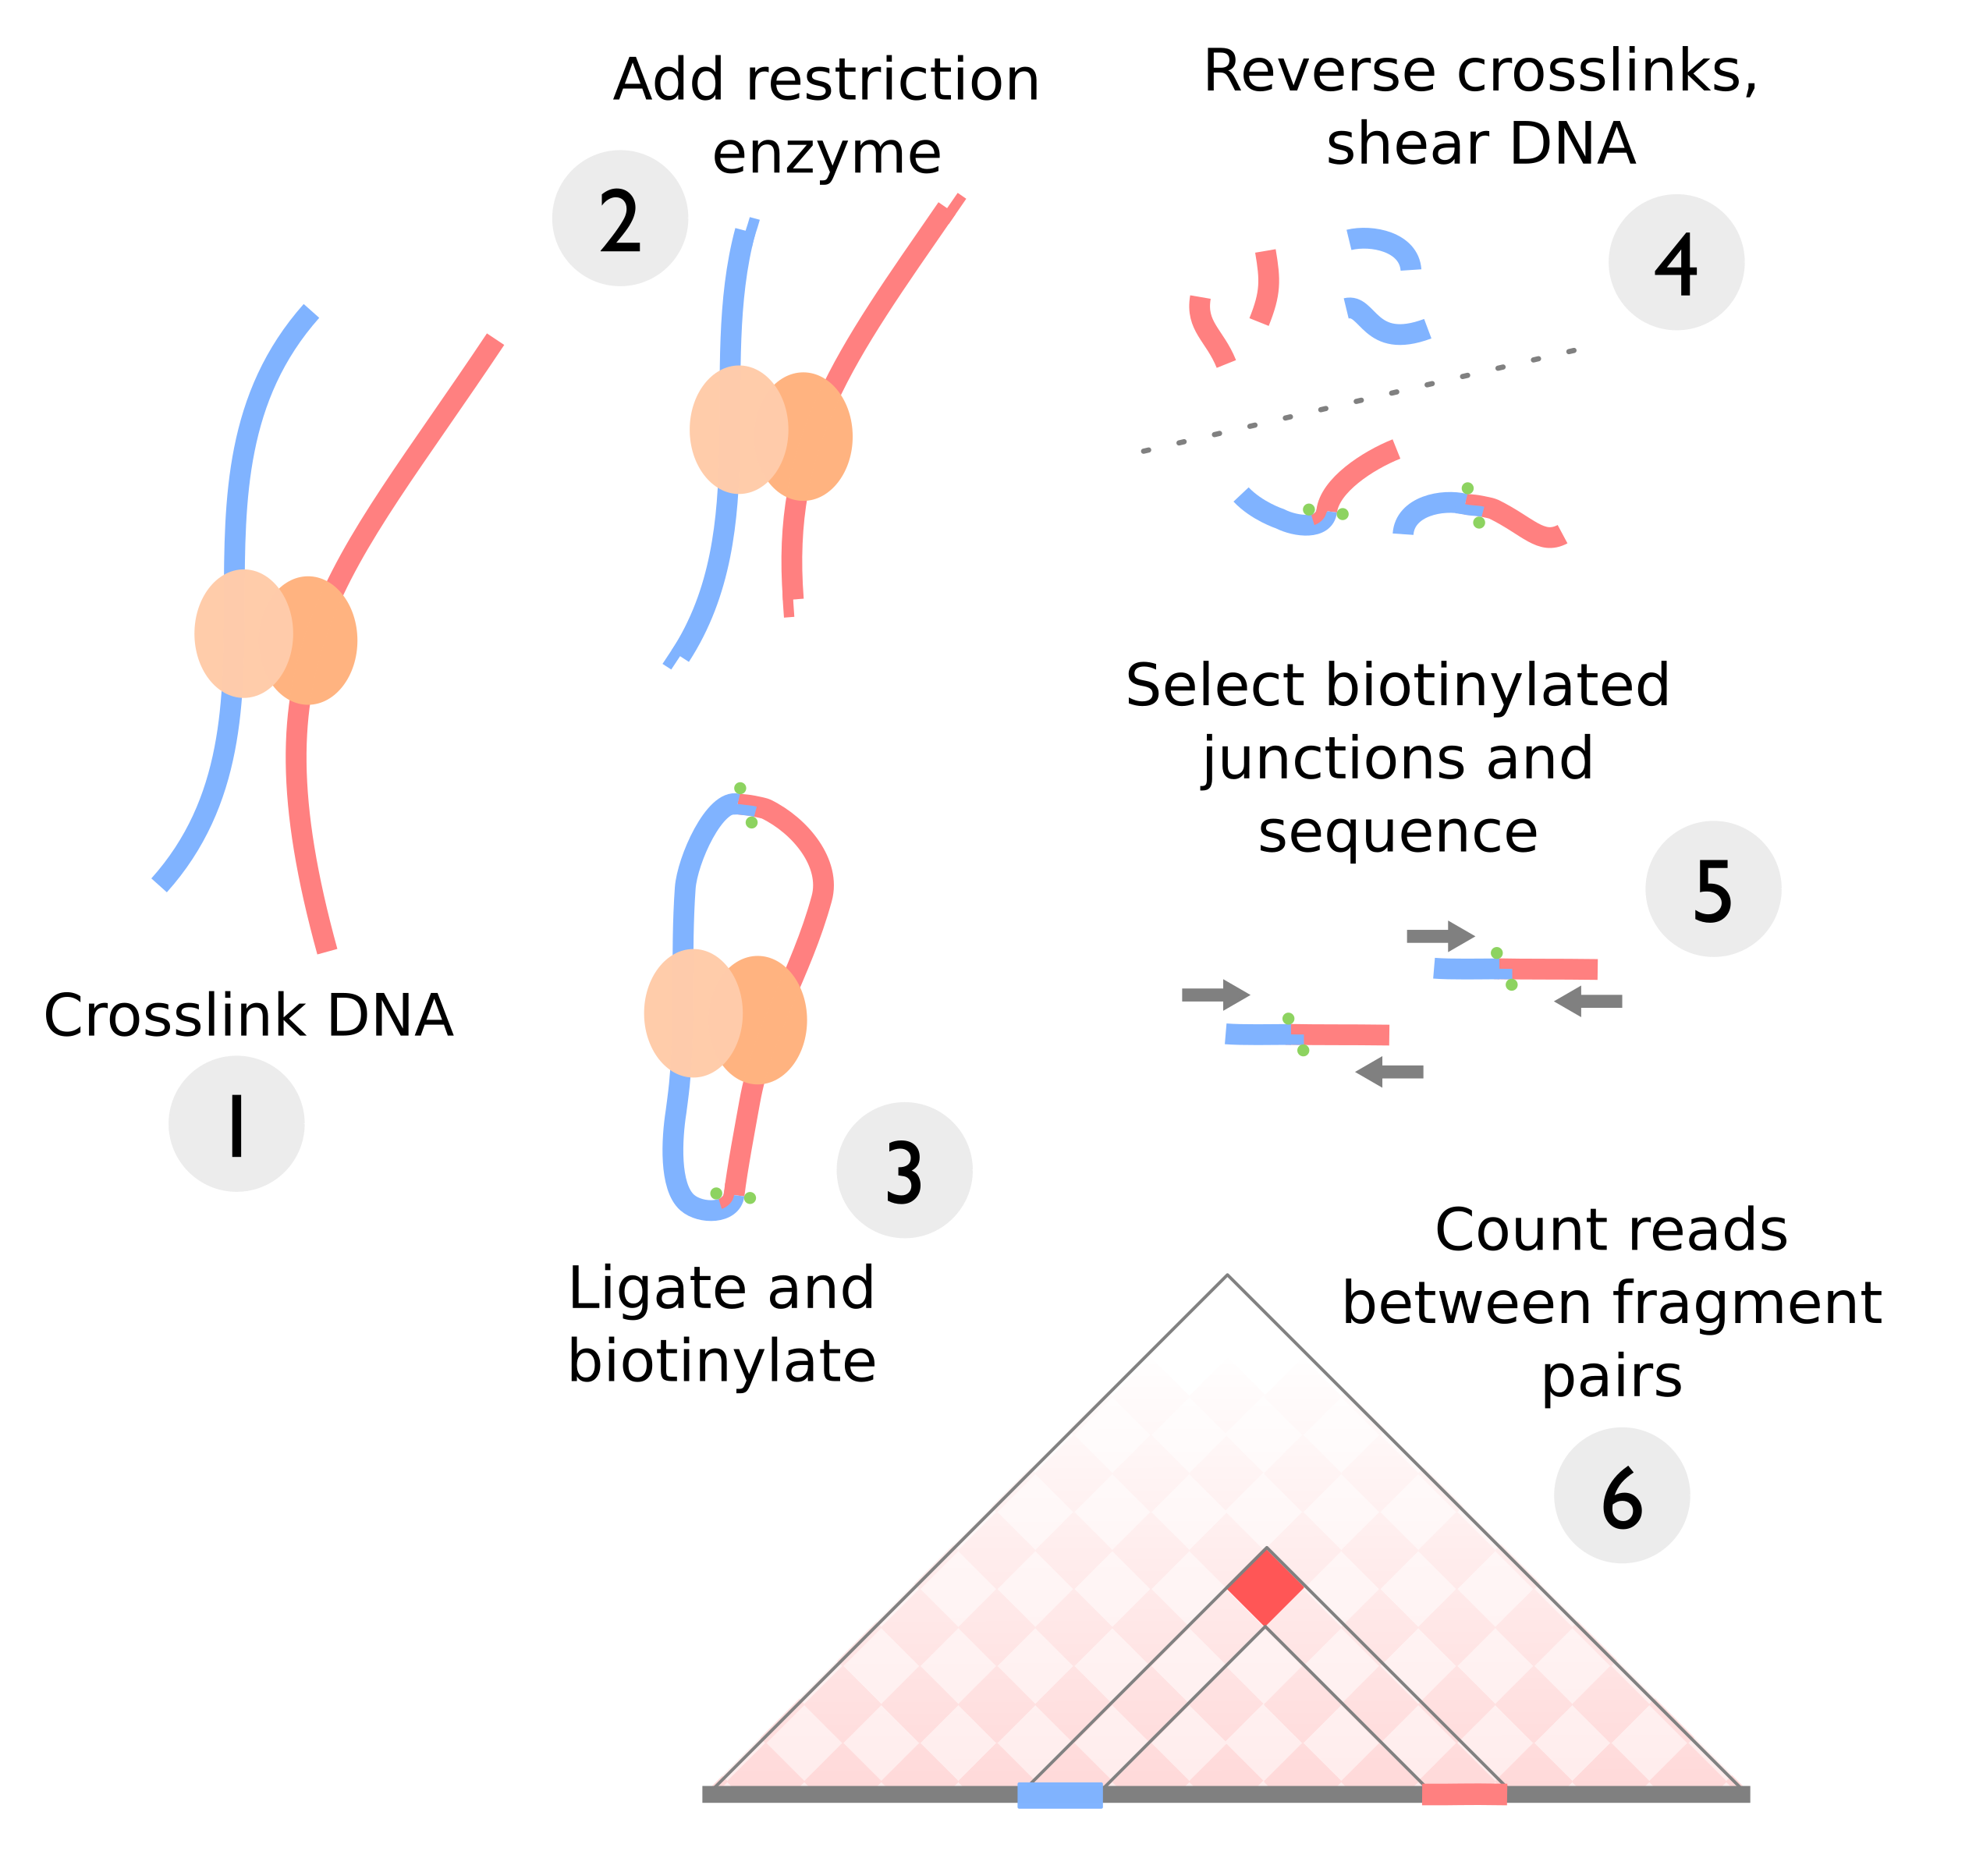 Crosslink DNA
1
Add restriction
enzyme
2
Ligate and
biotinylate
3
Reverse crosslinks,
shear DNA
4
Select biotinylated
junctions and
sequence
5
Count reads
between fragment
pairs
6